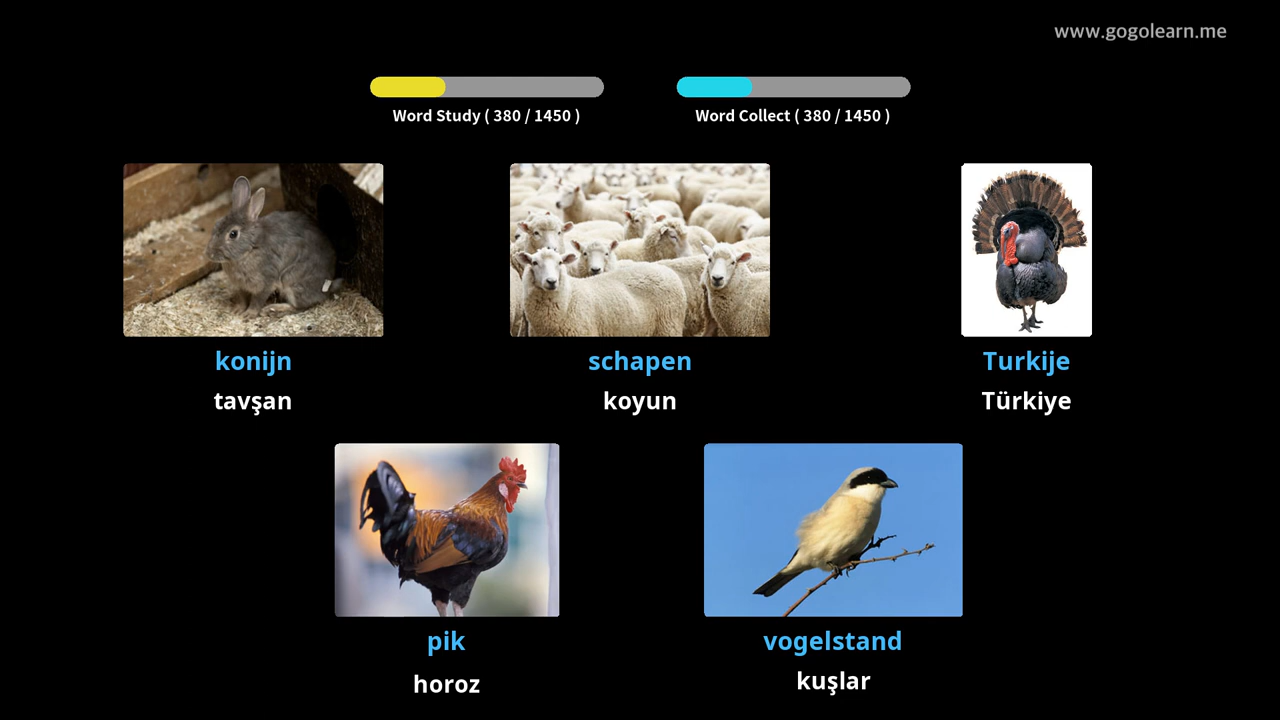 www.gogolearn.me
Word Study ( 380 / 1450 )
Word Collect ( 380 / 1450 )
konijn
tavşan
schapen
koyun
Turkije
Türkiye
pik
horoz
vogelstand
kuşlar